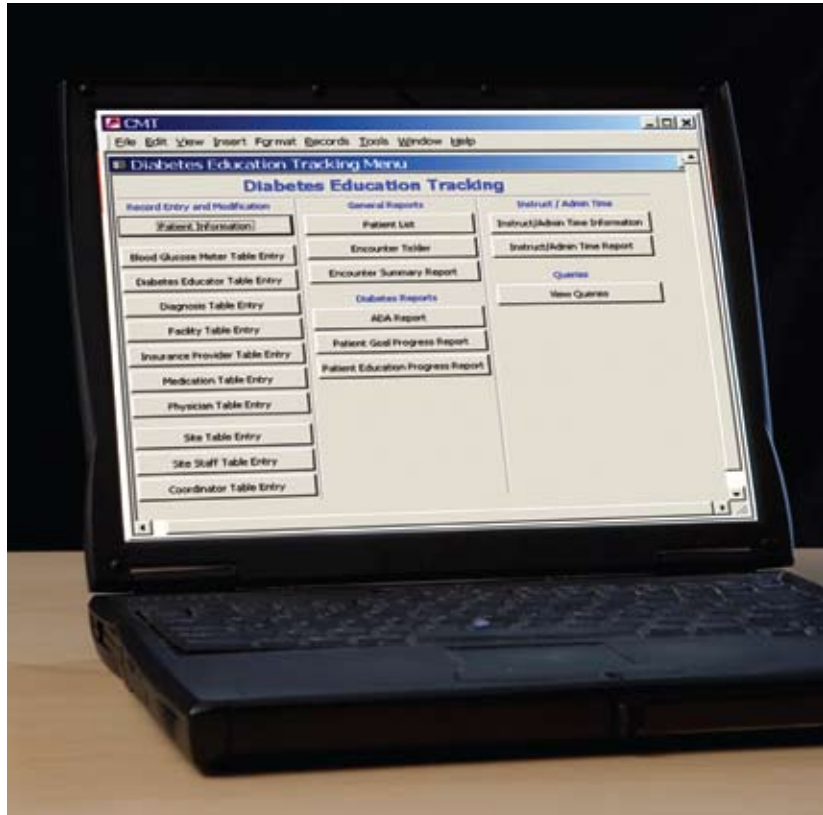 CMT
File Edit View Insert Format Records Tools Window Help
Diabetes Education Tracking Menu
Diabetes Education Tracking
Record Entry and Modification
Patient Information
Blood Glucose Meter Table Entry
Diabetes Educator Table Entry
Diagnosis Table Entry
Facility Table Entry
Insurance Provider Table Entry
Medication Table Entry
Physician Table Entry
Site Table Entry
Site Staff Table Entry
Coordinator Table Entry
General Reports
Patient List
Encounter Tickler
Encounter Summary Report
Diabetes Reports
ADA Report
Patient Goal Progress Report
Patient Education Progress Report
Instruct / Admin Time
Instruct/Admin Time Information
Instruct/Admin Time Report
Queries
View Queries